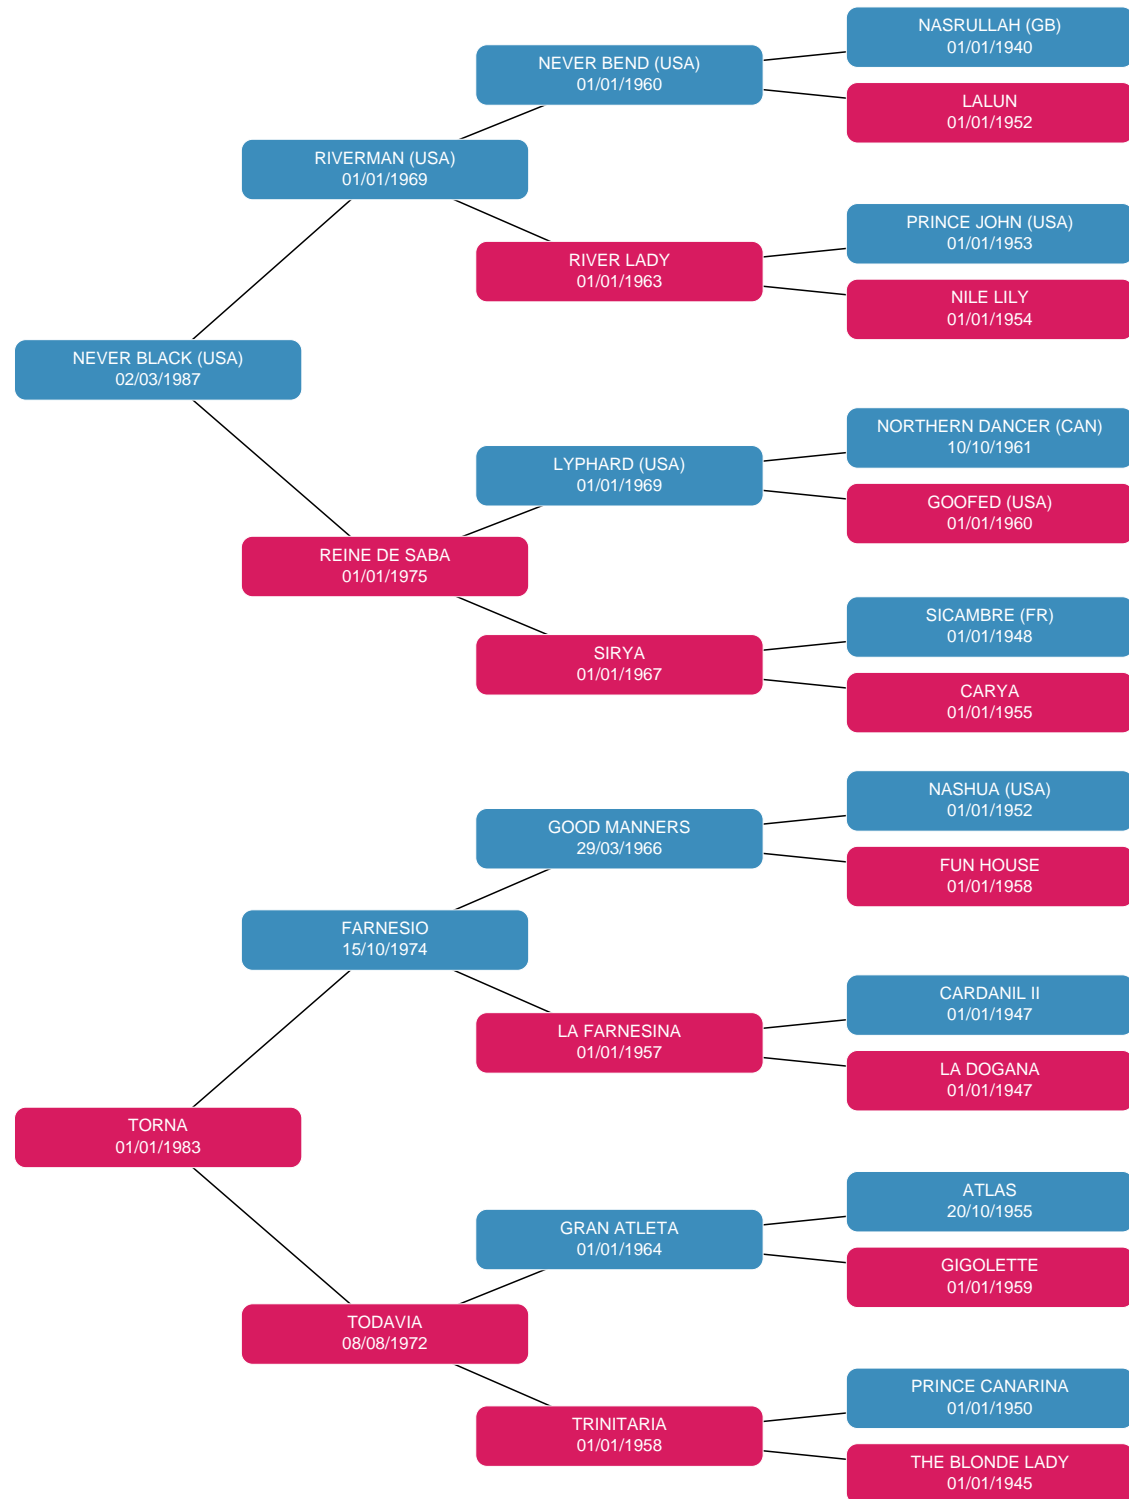 NASRULLAH (GB)
01/01/1940
NEVER BEND (USA)
01/01/1960
LALUN
01/01/1952
RIVERMAN (USA)
01/01/1969
PRINCE JOHN (USA)
01/01/1953
RIVER LADY
01/01/1963
NILE LILY
01/01/1954
NEVER BLACK (USA)
02/03/1987
NORTHERN DANCER (CAN)
10/10/1961
LYPHARD (USA)
01/01/1969
GOOFED (USA)
01/01/1960
REINE DE SABA
01/01/1975
SICAMBRE (FR)
01/01/1948
SIRYA
01/01/1967
CARYA
01/01/1955
NASHUA (USA)
01/01/1952
GOOD MANNERS
29/03/1966
FUN HOUSE
01/01/1958
FARNESIO
15/10/1974
CARDANIL II
01/01/1947
LA FARNESINA
01/01/1957
LA DOGANA
01/01/1947
TORNA
01/01/1983
ATLAS
20/10/1955
GRAN ATLETA
01/01/1964
GIGOLETTE
01/01/1959
TODAVIA
08/08/1972
PRINCE CANARINA
01/01/1950
TRINITARIA
01/01/1958
THE BLONDE LADY
01/01/1945